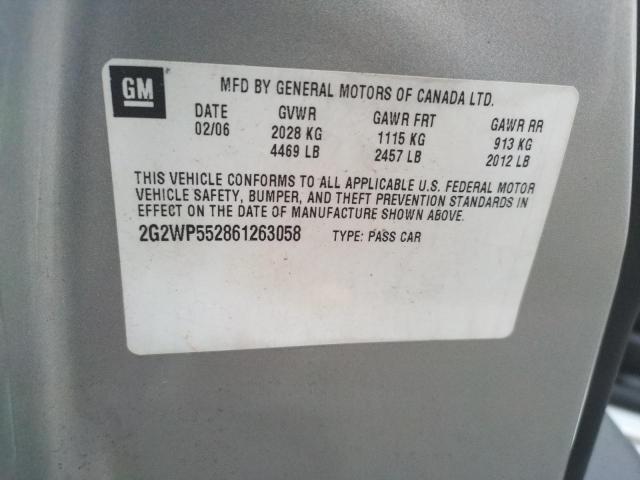 GM
MFD BY GENERAL MOTORS OF CANADA LTD.
DATE GVWR GAWR FRT GAWR RR
02/06 2028 KG 1115 KG 913 KG
4469 LB 2457 LB 2012 LB
THIS VEHICLE CONFORMS TO ALL APPLICABLE U.S. FEDERAL MOTOR
VEHICLE SAFETY, BUMPER, AND THEFT PREVENTION STANDARDS IN
EFFECT ON THE DATE OF MANUFACTURE SHOWN ABOVE.
2G2WP552861263058 TYPE: PASS CAR